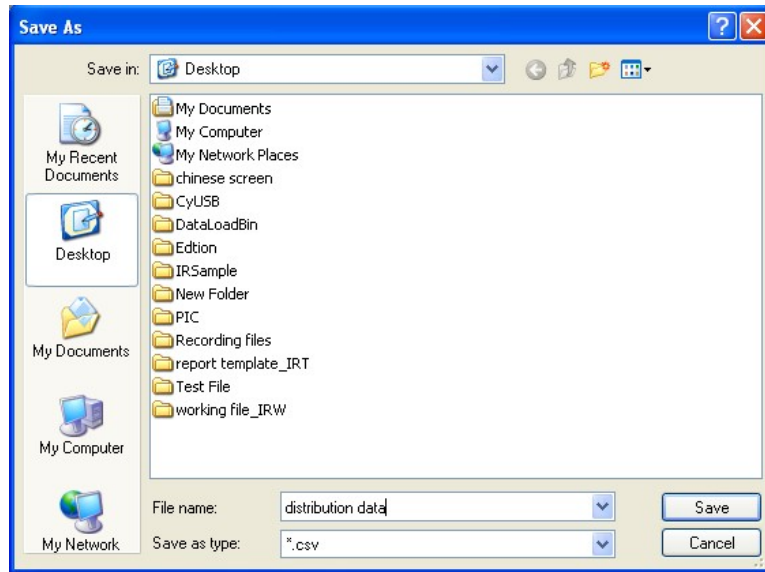 Save As
Save in: Desktop
My Recent
Documents
Desktop
My Documents
My Computer
My Network
My Documents
My Computer
My Network Places
chinese screen
CyUSB
DataLoadBin
Edtion
IRSample
New Folder
PIC
Recording files
report template_IRT
Test File
working file_IRW
File name: distribution data Save
Save as type: *.csv Cancel